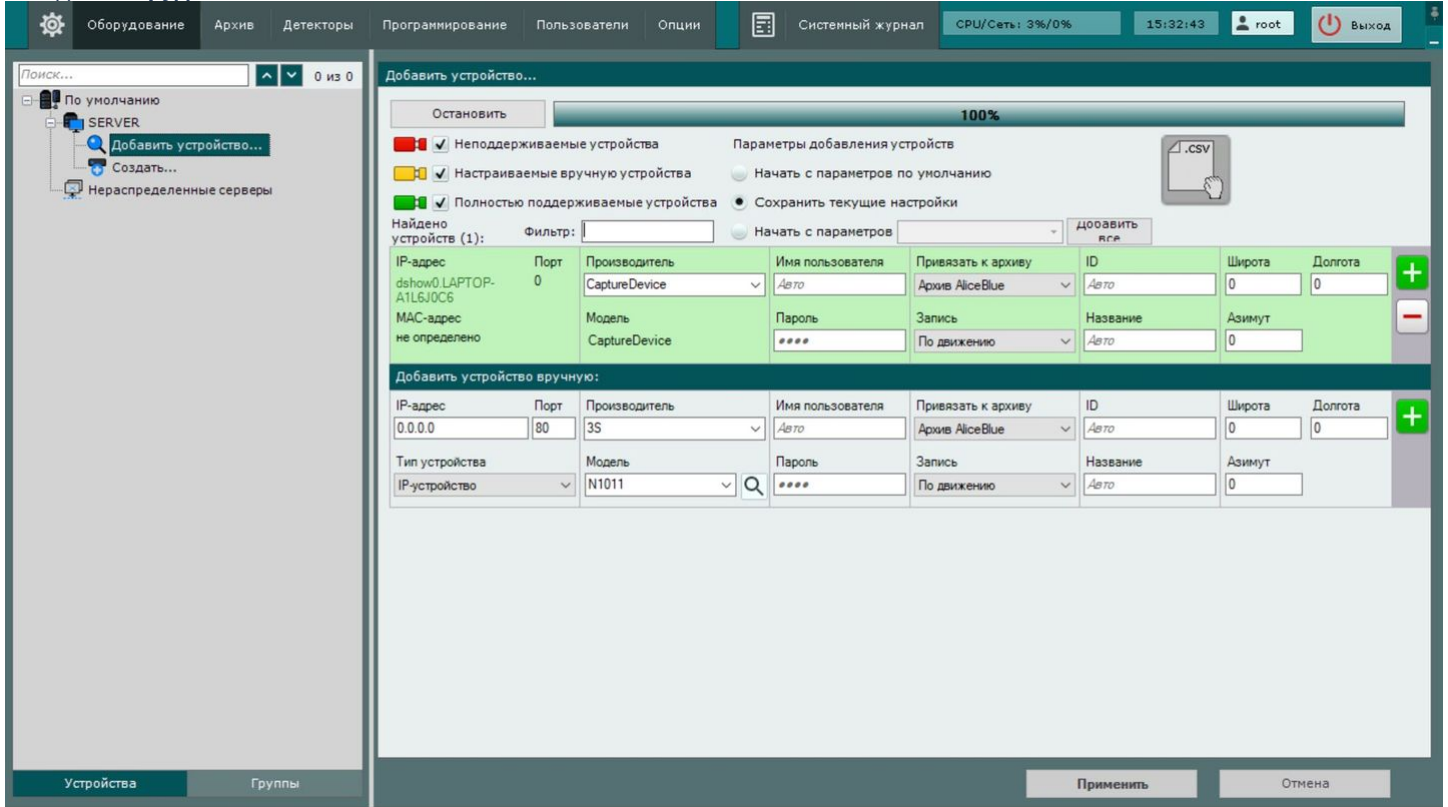 Оборудование Архив Детекторы Программирование Пользователи Опции Системный журнал CPU/Сеть: 3%/0% 15:32:43 root Выход
Поиск... 0 из 0
По умолчанию
SERVER
Добавить устройство...
Создать...
Нераспределенные серверы
Добавить устройство...
Остановить 100%
Неподдерживаемые устройства Параметры добавления устройств .csv
Настраиваемые вручную устройства Начать с параметров по умолчанию
Полностью поддерживаемые устройства Сохранить текущие настройки
Найдено устройств (1): Фильтр: Начать с параметров Добавить все
IP-адрес Порт Производитель Имя пользователя Привязать к архиву ID Широта Долгота
dshow0.LAPTOP-A1L6J0C6 0 CaptureDevice Авто Архив AliceBlue Авто 0 0
MAC-адрес Модель Пароль Запись Название Азимут
не определено CaptureDevice **** По движению Авто 0
Добавить устройство вручную:
IP-адрес Порт Производитель Имя пользователя Привязать к архиву ID Широта Долгота
0.0.0.0 80 3S Авто Архив AliceBlue Авто 0 0
Тип устройства Модель Пароль Запись Название Азимут
IP-устройство N1011 **** По движению Авто 0
Устройства Группы Применить Отмена